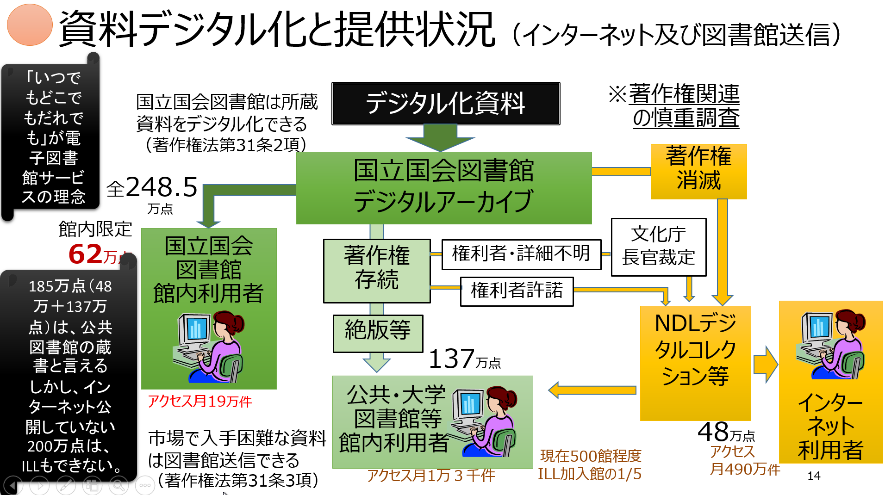 資料デジタル化と提供状況（インターネット及び図書館送信）
「いつで
もどこで
もだれで
も」が電
子図書
館サービ
スの理念
国立国会図書館は所蔵
資料をデジタル化できる
（著作権法第31条2項）
デジタル化資料
※著作権関連
の慎重調査
全248.5
万点
国立国会図書館
デジタルアーカイブ
著作権
消滅
館内限定
62万点
国立国会
図書館
館内利用者
アクセス月19万件
著作権
存続
権利者・詳細不明
文化庁
長官裁定
権利者許諾
絶版等
137万点
NDLデジ
タルコレク
ション等
インター
ネット
利用者
185万点（48
万＋137万
点）は、公共
図書館の蔵
書と言える
しかし、イン
ターネット公
開していない
200万点は、
ILLもできない。
公共・大学
図書館等
館内利用者
アクセス月1万３千件
48万点
アクセス
月490万件
市場で入手困難な資料
は図書館送信できる
（著作権法第31条3項）
現在500館程度
ILL加入館の1/5
14